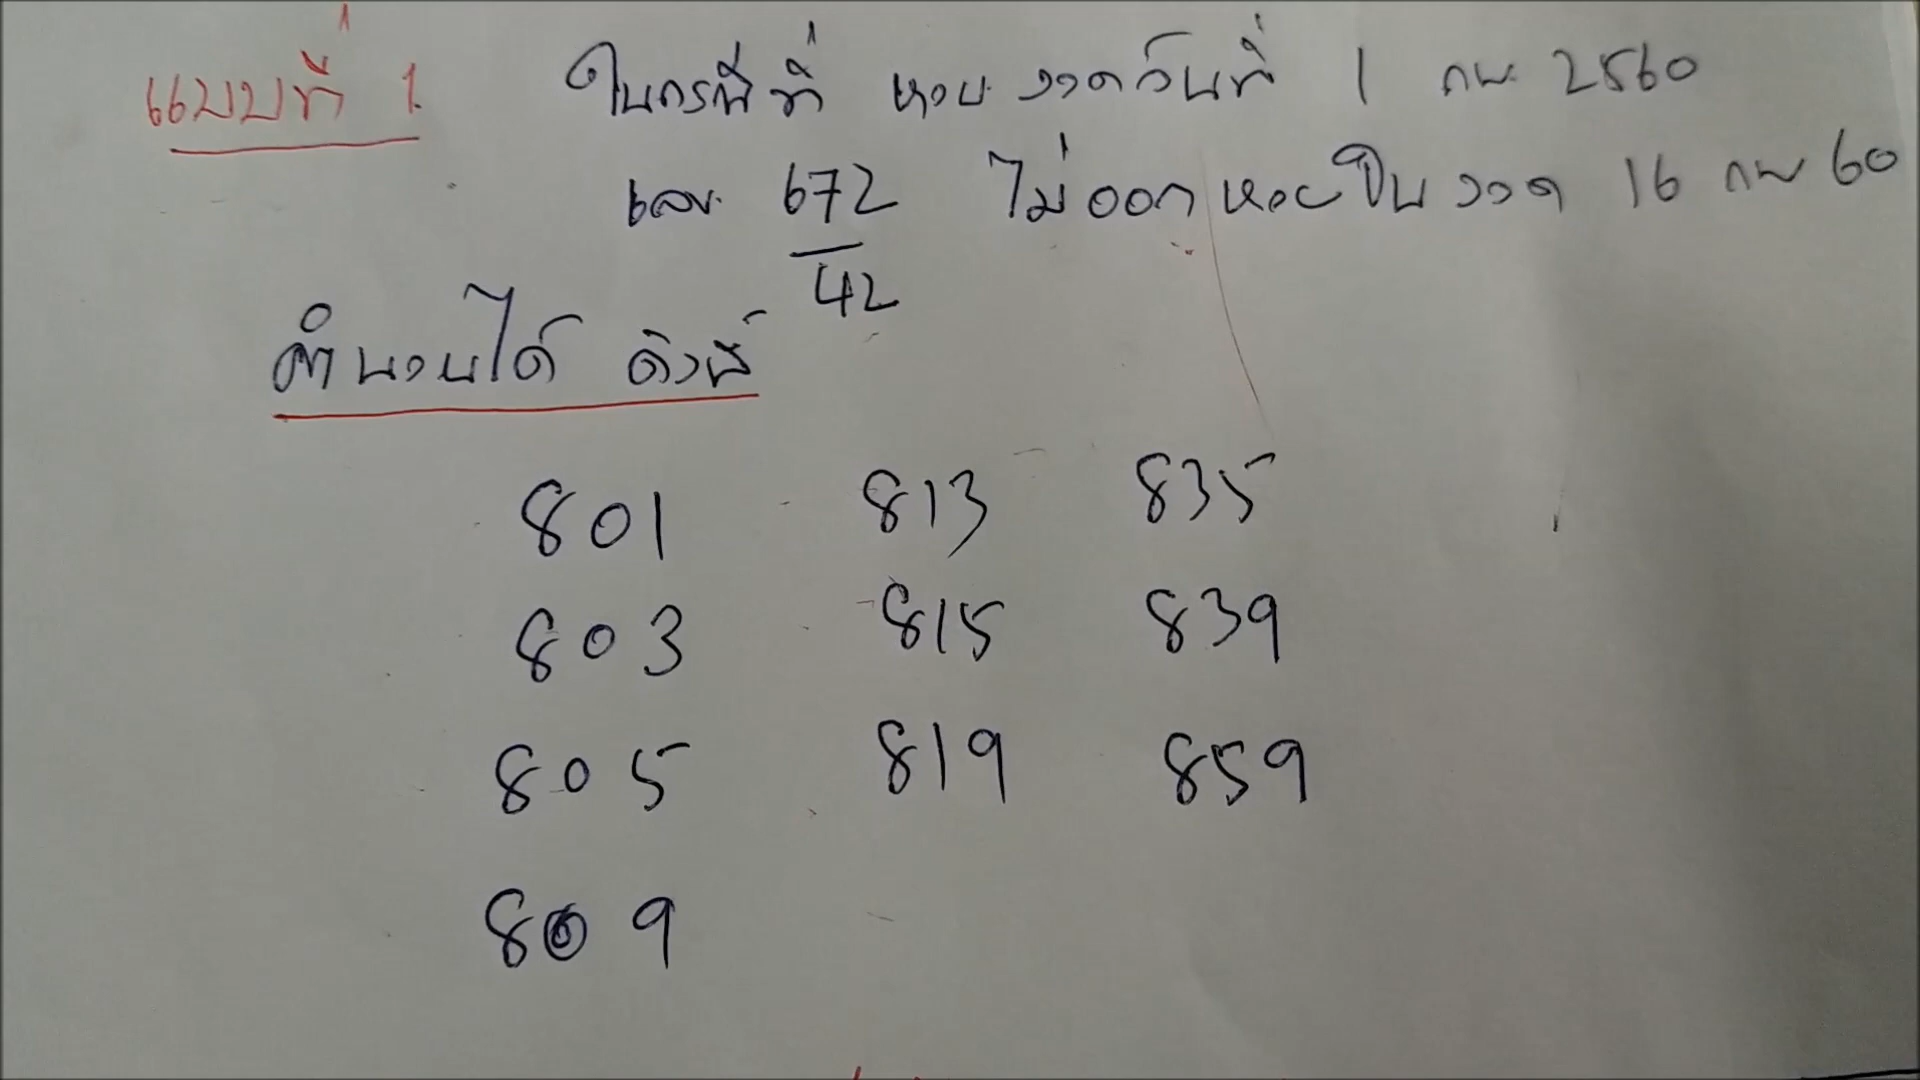 แบบที่ 1. ในกรณีที่ หวย งวดวันที่ 1 กพ. 2560
เลข 672 ไม่ออก หวยปิน งวด 16 กพ 60
42
คำนวนได้ ดังนี้
801 813 835
803 815 839
805 819 859
809